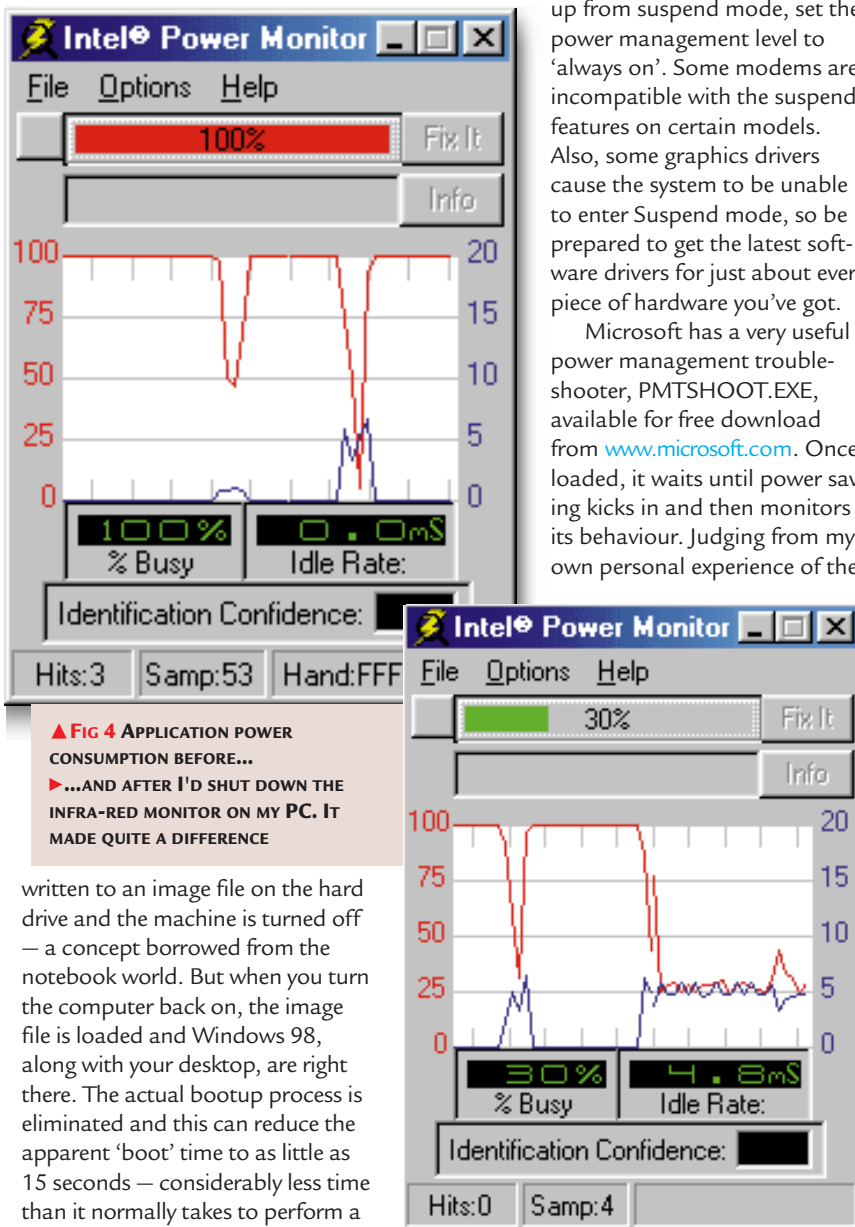 Intel® Power Monitor
File Options Help
100%
Fix It
Info
100
75
50
25
0
20
15
10
5
0
100%
0.0mS
% Busy
Idle Rate:
Identification Confidence:
Hits:3 Samp:53 Hand:FFF
▲FIG 4 APPLICATION POWER
CONSUMPTION BEFORE...
►...AND AFTER I'D SHUT DOWN THE
INFRA-RED MONITOR ON MY PC. IT
MADE QUITE A DIFFERENCE
written to an image file on the hard
drive and the machine is turned off
— a concept borrowed from the
notebook world. But when you turn
the computer back on, the image
file is loaded and Windows 98,
along with your desktop, are right
there. The actual bootup process is
eliminated and this can reduce the
apparent ‘boot’ time to as little as
15 seconds — considerably less time
than it normally takes to perform a
up from suspend mode, set the
power management level to
‘always on’. Some modems are
incompatible with the suspend
features on certain models.
Also, some graphics drivers
cause the system to be unable
to enter Suspend mode, so be
prepared to get the latest soft-
ware drivers for just about ever
piece of hardware you’ve got.
Microsoft has a very useful
power management trouble-
shooter, PMTSHOOT.EXE,
available for free download
from www.microsoft.com. Once
loaded, it waits until power sav
ing kicks in and then monitors
its behaviour. Judging from my
own personal experience of the
Intel® Power Monitor
File Options Help
30%
Fix It
Info
100
75
50
25
0
20
15
10
5
0
30%
4.8mS
% Busy
Idle Rate:
Identification Confidence:
Hits:0 Samp:4